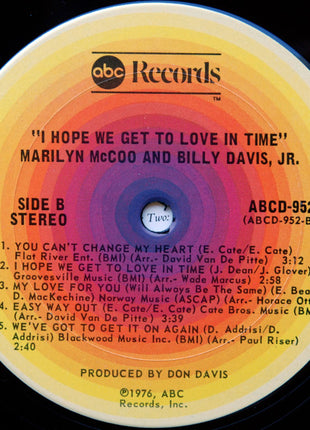 abc Records
TM
"I HOPE WE GET TO LOVE IN TIME"
MARILYN McCOO AND BILLY DAVIS, JR.
SIDE B
STEREO
Two:
ABCD-952
(ABCD-952-B
1. YOU CAN'T CHANGE MY HEART (E. Cate/E. Cate)
Flat River Ent. (BMI) (Arr.- David Van De Pitte) 3:12
2. I HOPE WE GET TO LOVE IN TIME (J. Dean/J. Glover)
Groovesville Music (BMI) (Arr.- Wade Marcus) 2:58
3. MY LOVE FOR YOU (Will Always Be The Same) (E. Bea
D. MacKechine) Norway Music (ASCAP) (Arr.- Horace Ott
4. EASY WAY OUT (E. Cate) Cate Bros. Music (BMI)
(Arr.- David Van De Pitte) 3:39
5. WE'VE GOT TO GET IT ON AGAIN (D. Addrisi/D.
Addrisi) Blackwood Music Inc. (BMI) (Arr.- Paul Riser)
2:40
PRODUCED BY DON DAVIS
℗1976, ABC
Records, Inc.